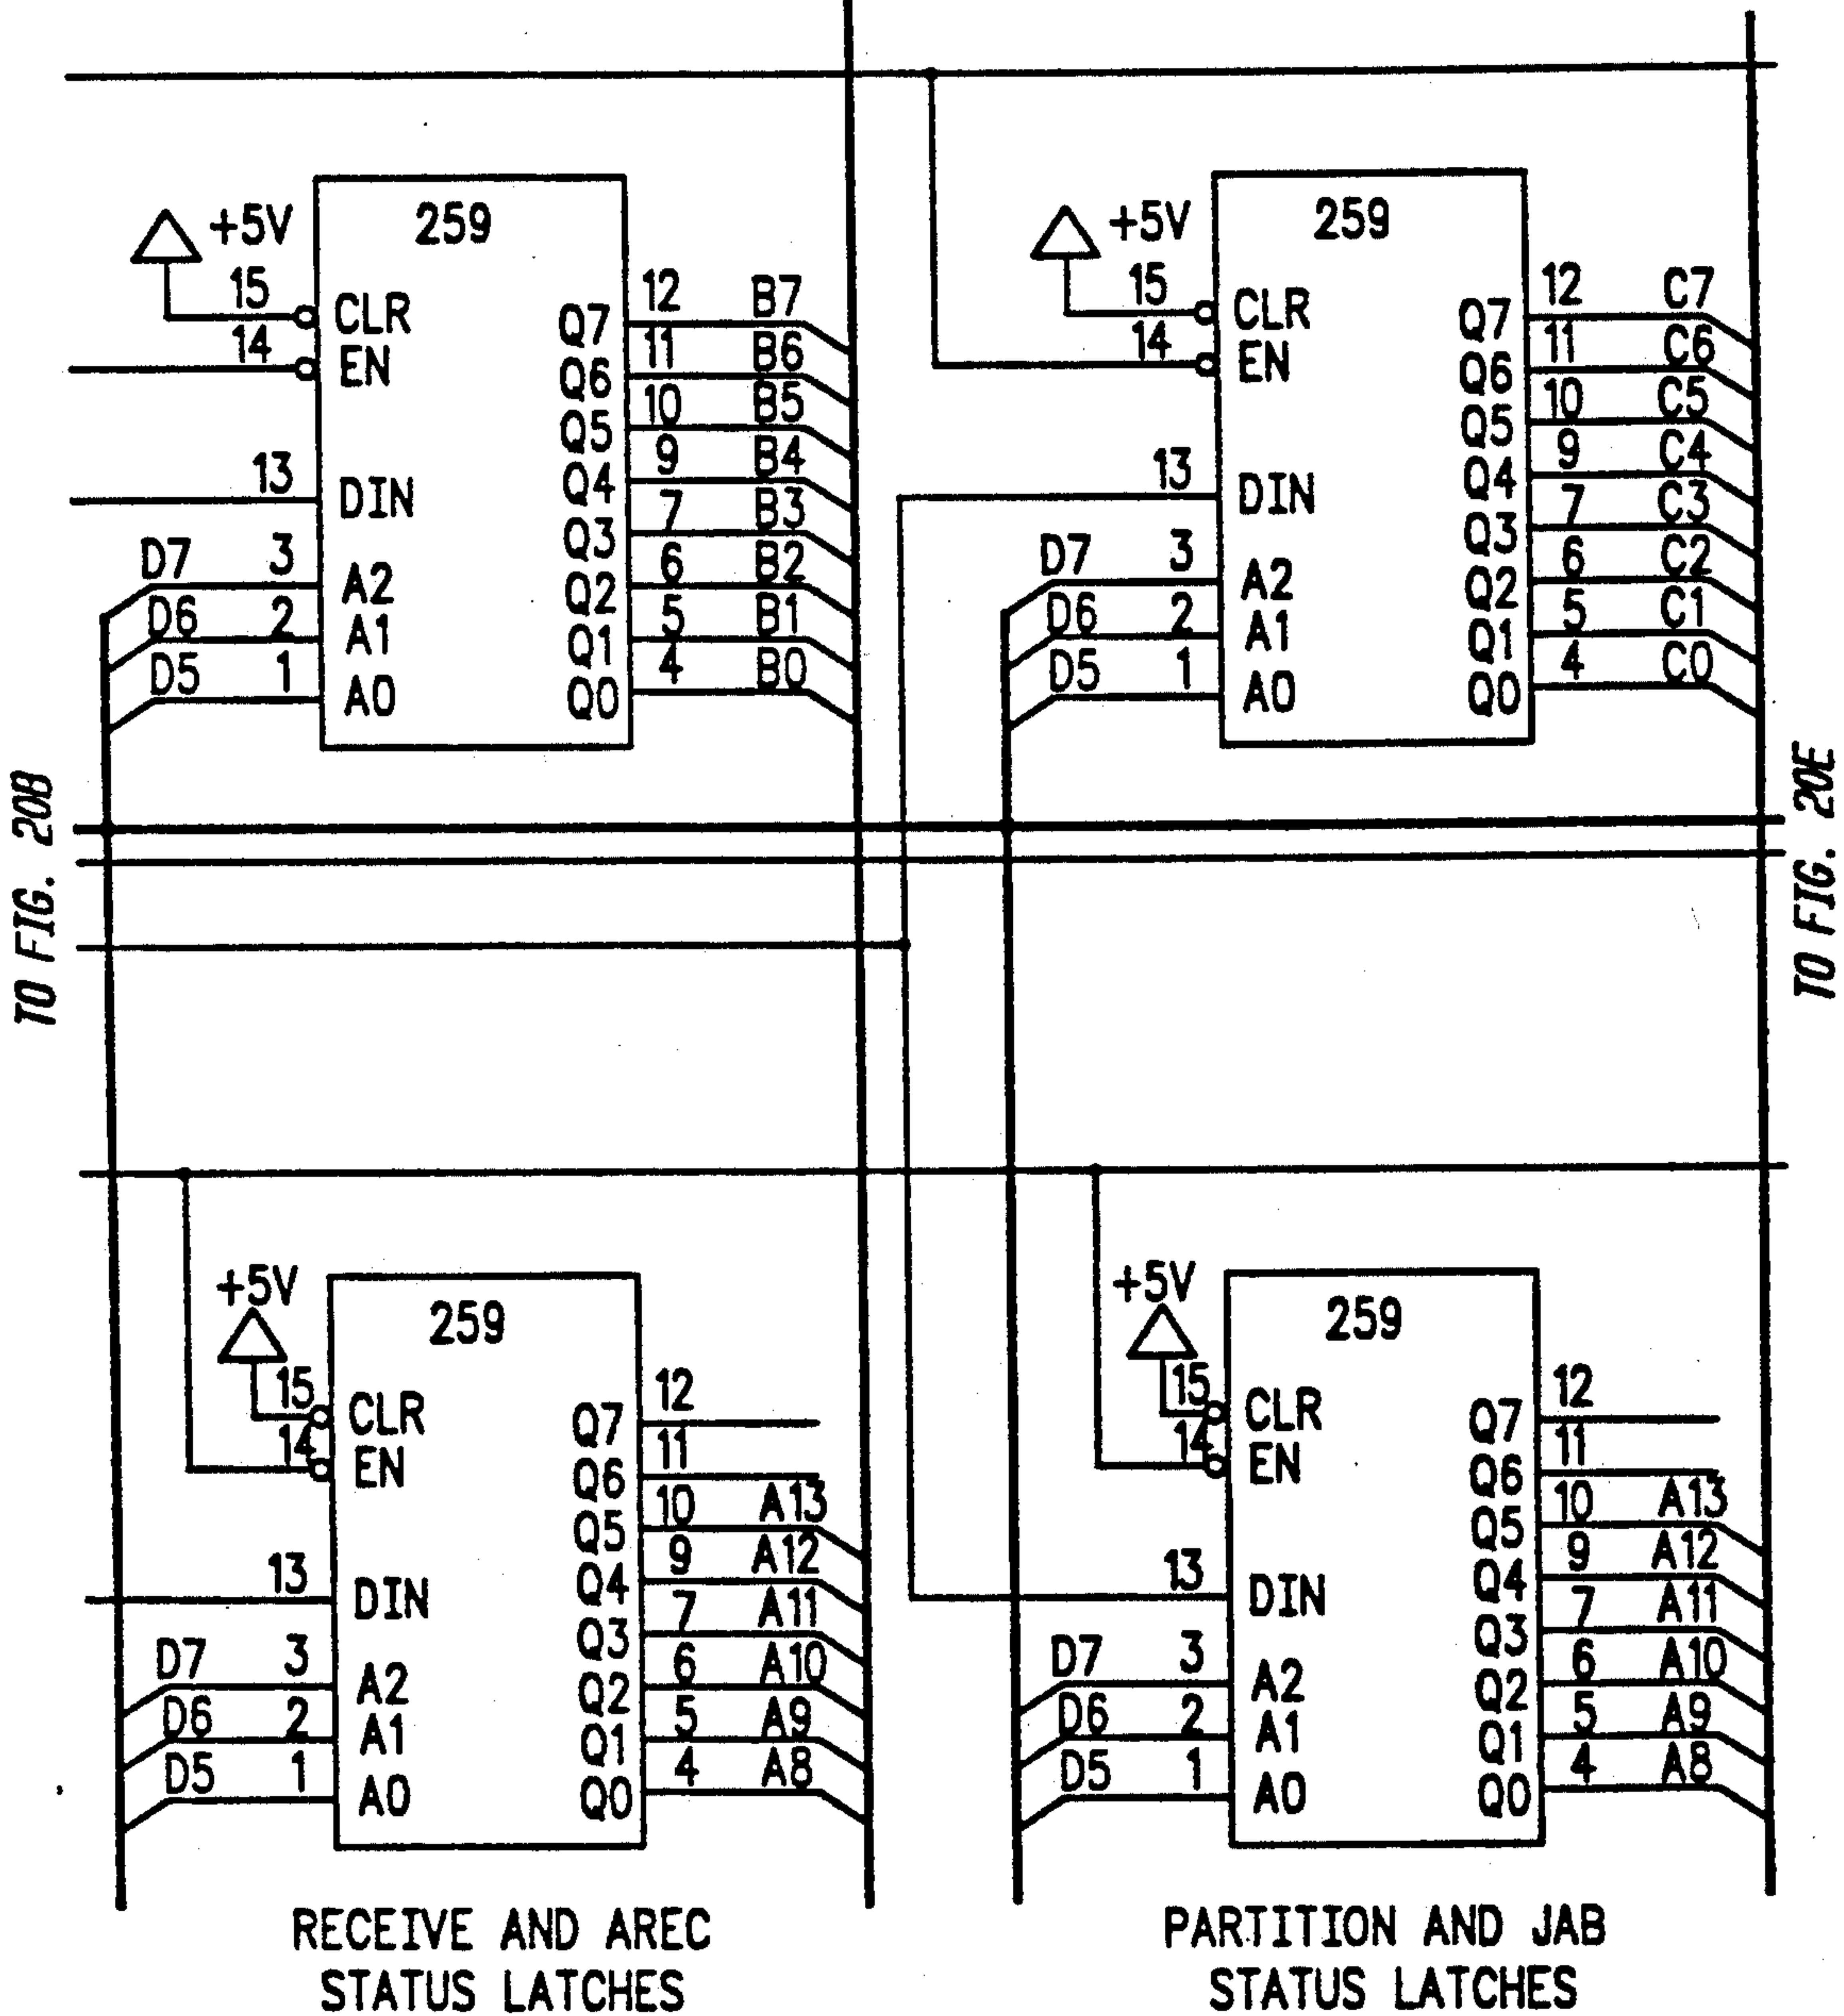 259
+5V
15
CLR
14
EN
13
DIN
D7 3 A2
D6 2 A1
D5 1 A0
Q7 12 B7
Q6 11 B6
Q5 10 B5
Q4 9 B4
Q3 7 B3
Q2 6 B2
Q1 5 B1
Q0 4 B0
259
+5V
15
CLR
14
EN
13
DIN
D7 3 A2
D6 2 A1
D5 1 A0
Q7 12 C7
Q6 11 C6
Q5 10 C5
Q4 9 C4
Q3 7 C3
Q2 6 C2
Q1 5 C1
Q0 4 C0
TO FIG. 20B
TO FIG. 20E
259
+5V
15
CLR
14
EN
13
DIN
D7 3 A2
D6 2 A1
D5 1 A0
Q7 12
Q6 11
Q5 10 A13
Q4 9 A12
Q3 7 A11
Q2 6 A10
Q1 5 A9
Q0 4 A8
RECEIVE AND AREC
STATUS LATCHES
259
+5V
15
CLR
14
EN
13
DIN
D7 3 A2
D6 2 A1
D5 1 A0
Q7 12
Q6 11
Q5 10 A13
Q4 9 A12
Q3 7 A11
Q2 6 A10
Q1 5 A9
Q0 4 A8
PARTITION AND JAB
STATUS LATCHES